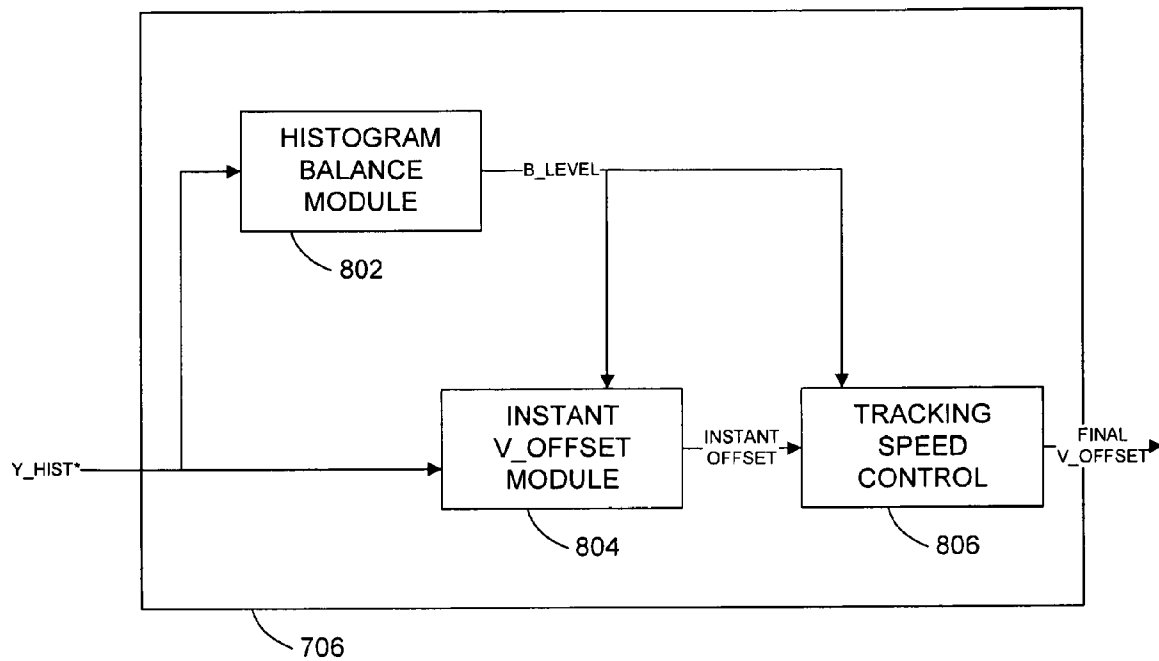 HISTOGRAM
BALANCE
MODULE
B_LEVEL
802
Y_HIST*
INSTANT
V_OFFSET
MODULE
INSTANT
OFFSET
TRACKING
SPEED
CONTROL
FINAL
V_OFFSET
804
806
706